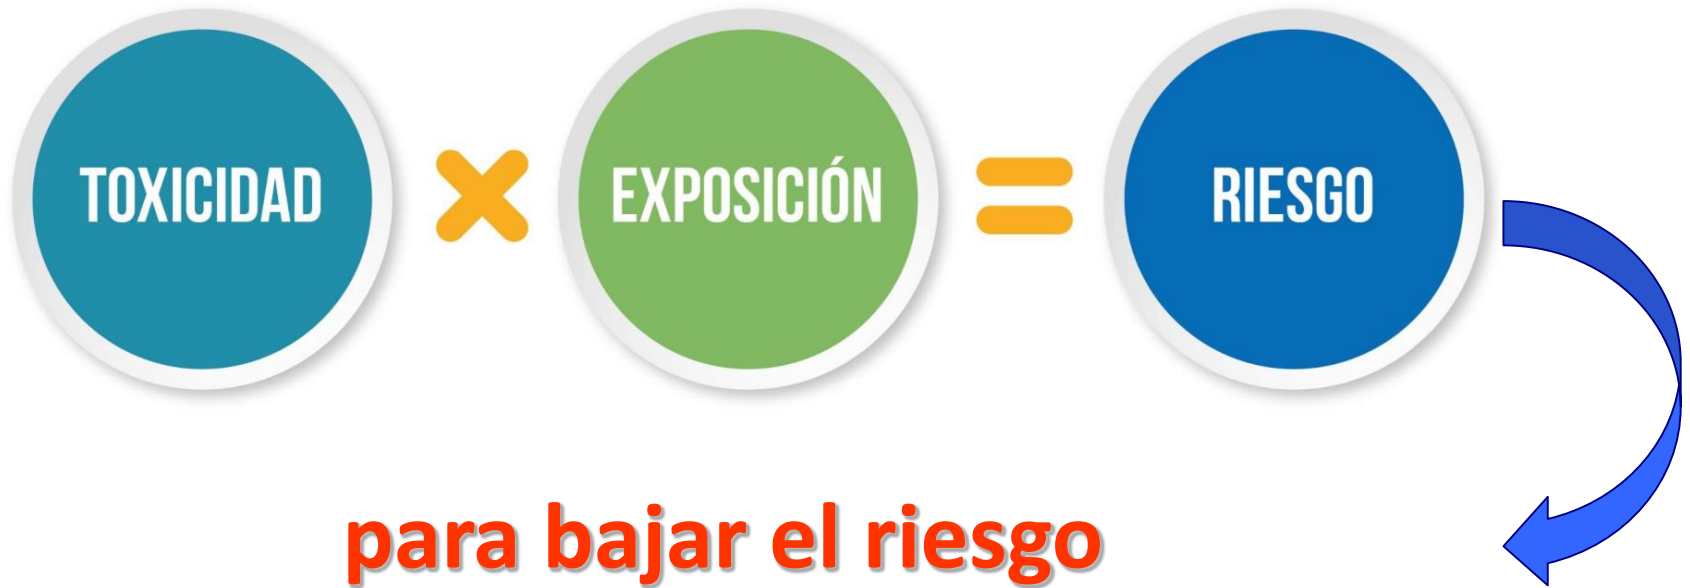 TOXICIDAD × EXPOSICIÓN = RIESGO
para bajar el riesgo